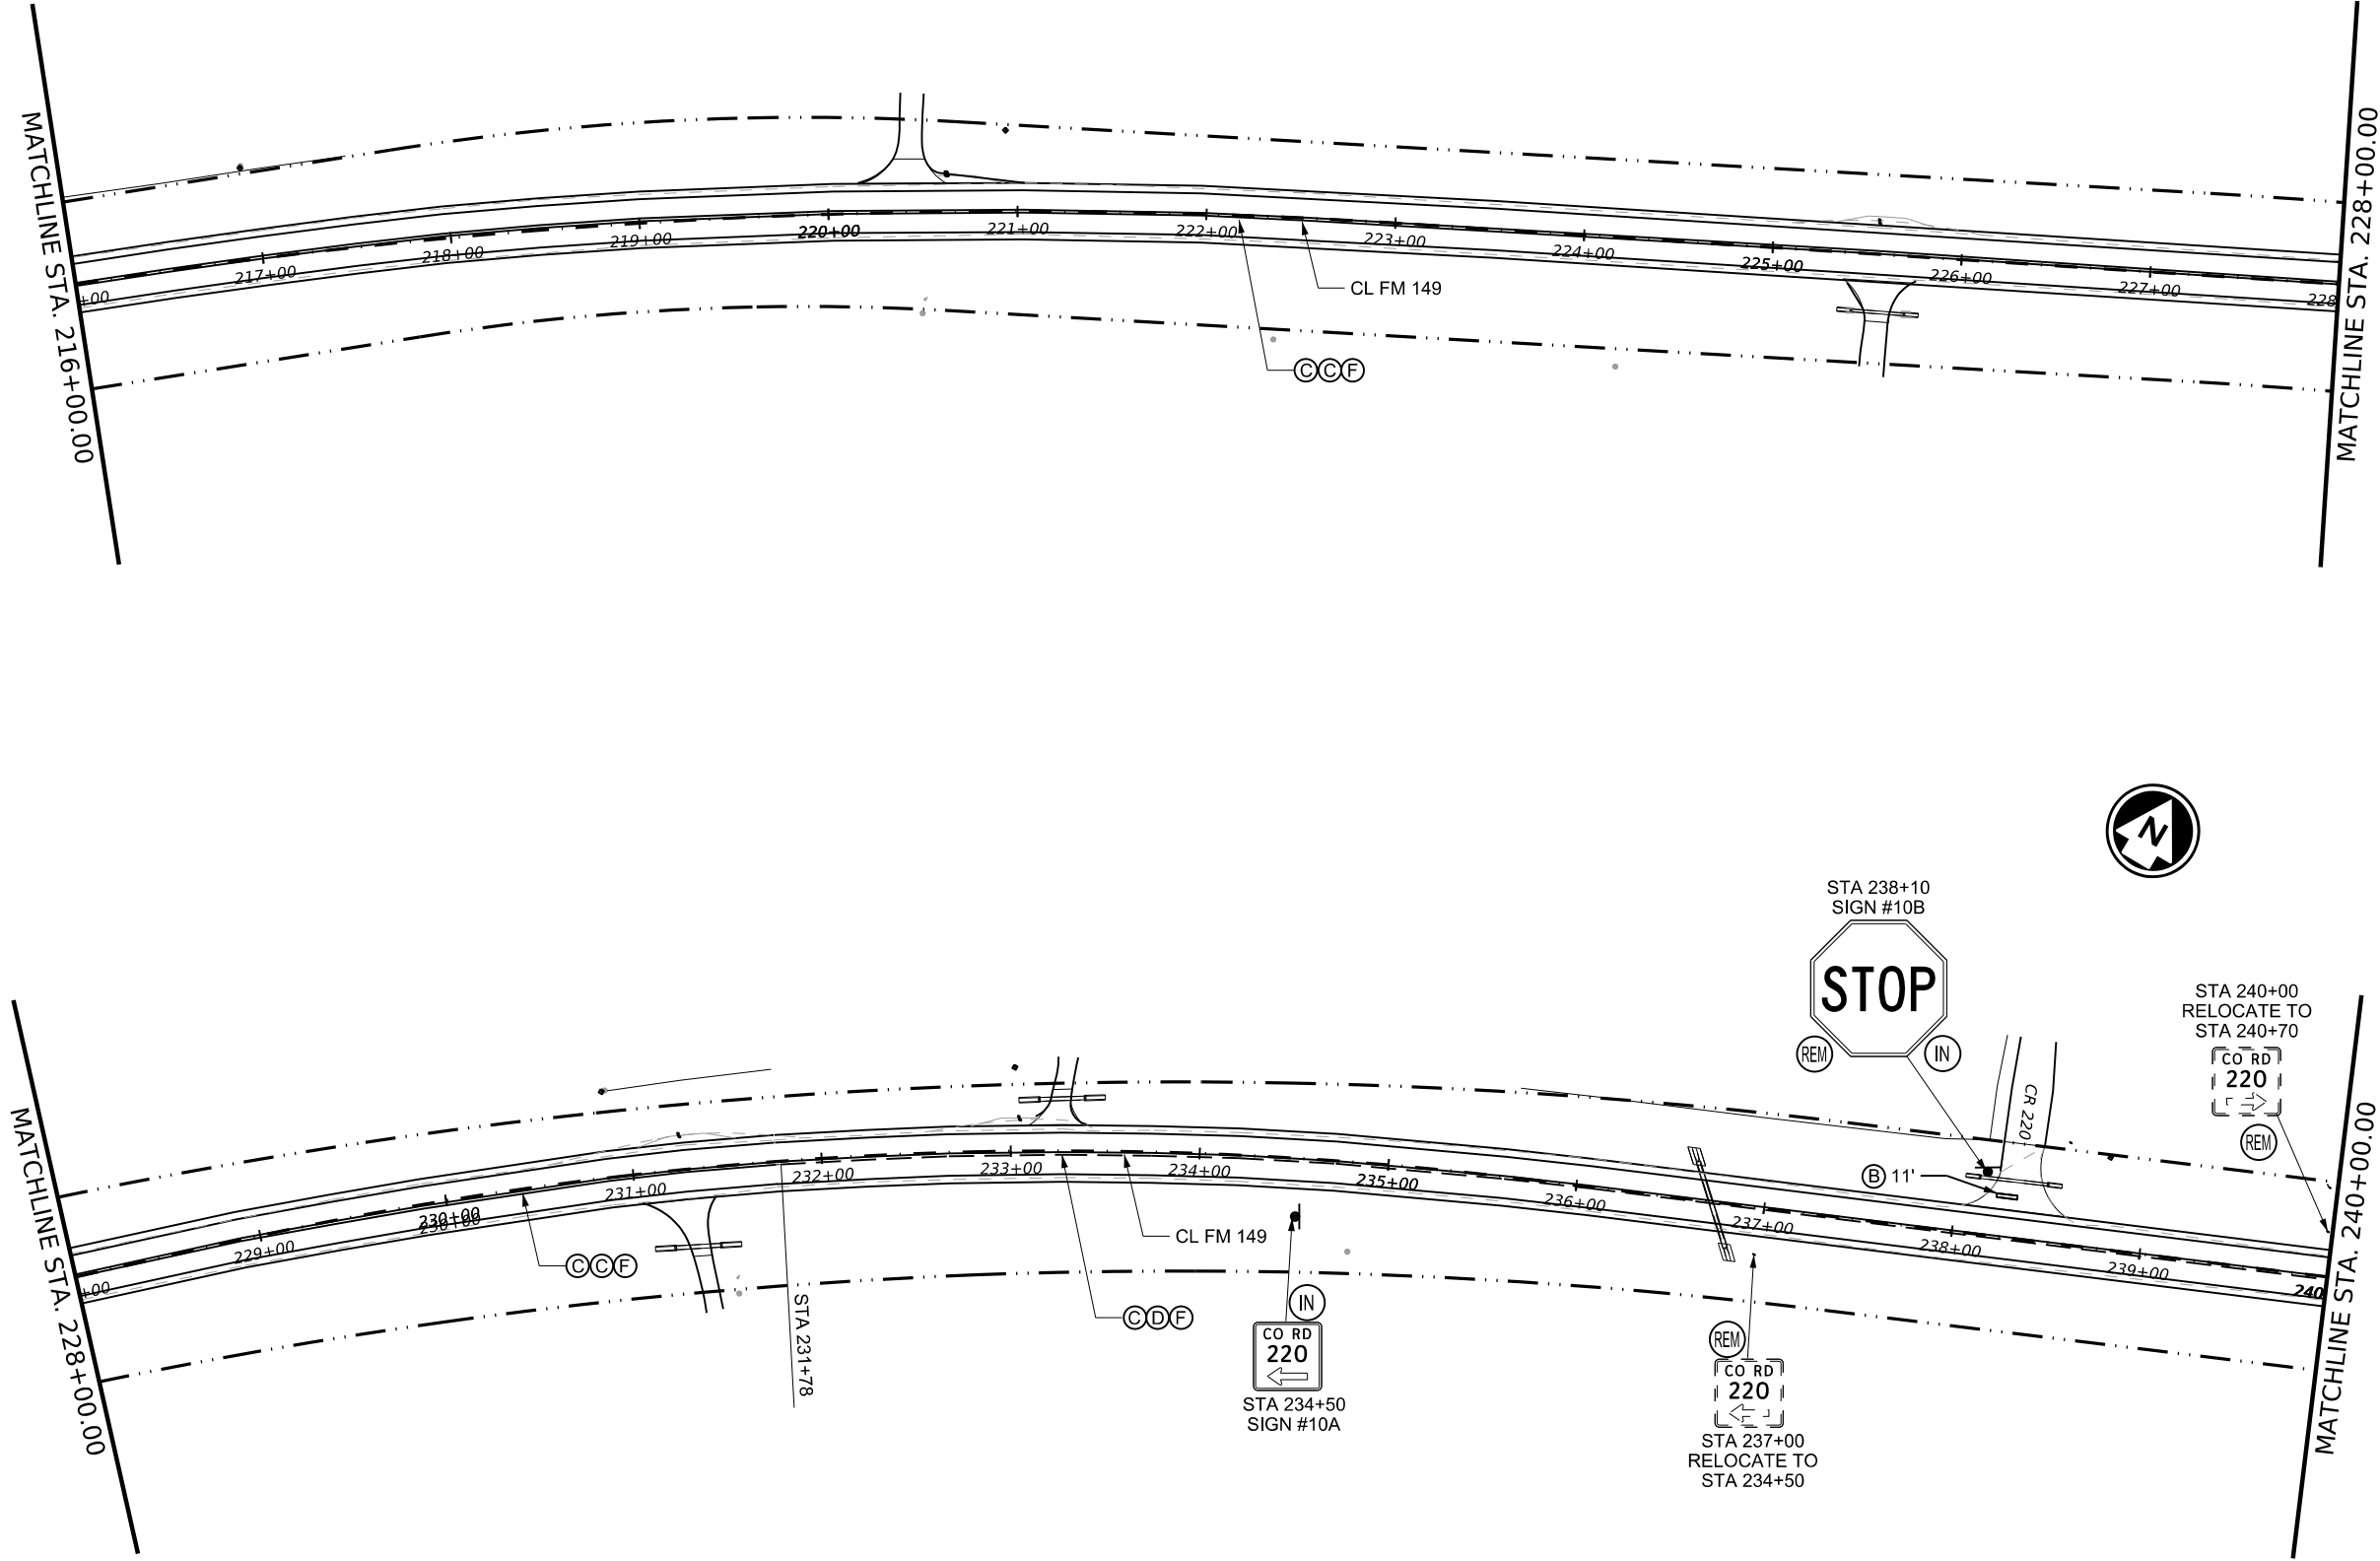 MATCHLINE STA. 216+00.00
+00
217+00
218+00
219+00
220+00
221+00
222+00
223+00
224+00
225+00
226+00
227+00
228
CL FM 149
C C F
MATCHLINE STA. 228+00.00
N
MATCHLINE STA. 228+00.00
+00
229+00
230+00
230+00
231+00
232+00
233+00
234+00
235+00
236+00
237+00
238+00
239+00
240
C C F
STA 231+78
CL FM 149
C D F
IN
CO RD
220
STA 234+50
SIGN #10A
REM
CO RD
220
STA 237+00
RELOCATE TO
STA 234+50
STA 238+10
SIGN #10B
STOP
REM
IN
B 11'
CR 220
STA 240+00
RELOCATE TO
STA 240+70
CO RD
220
REM
MATCHLINE STA. 240+00.00